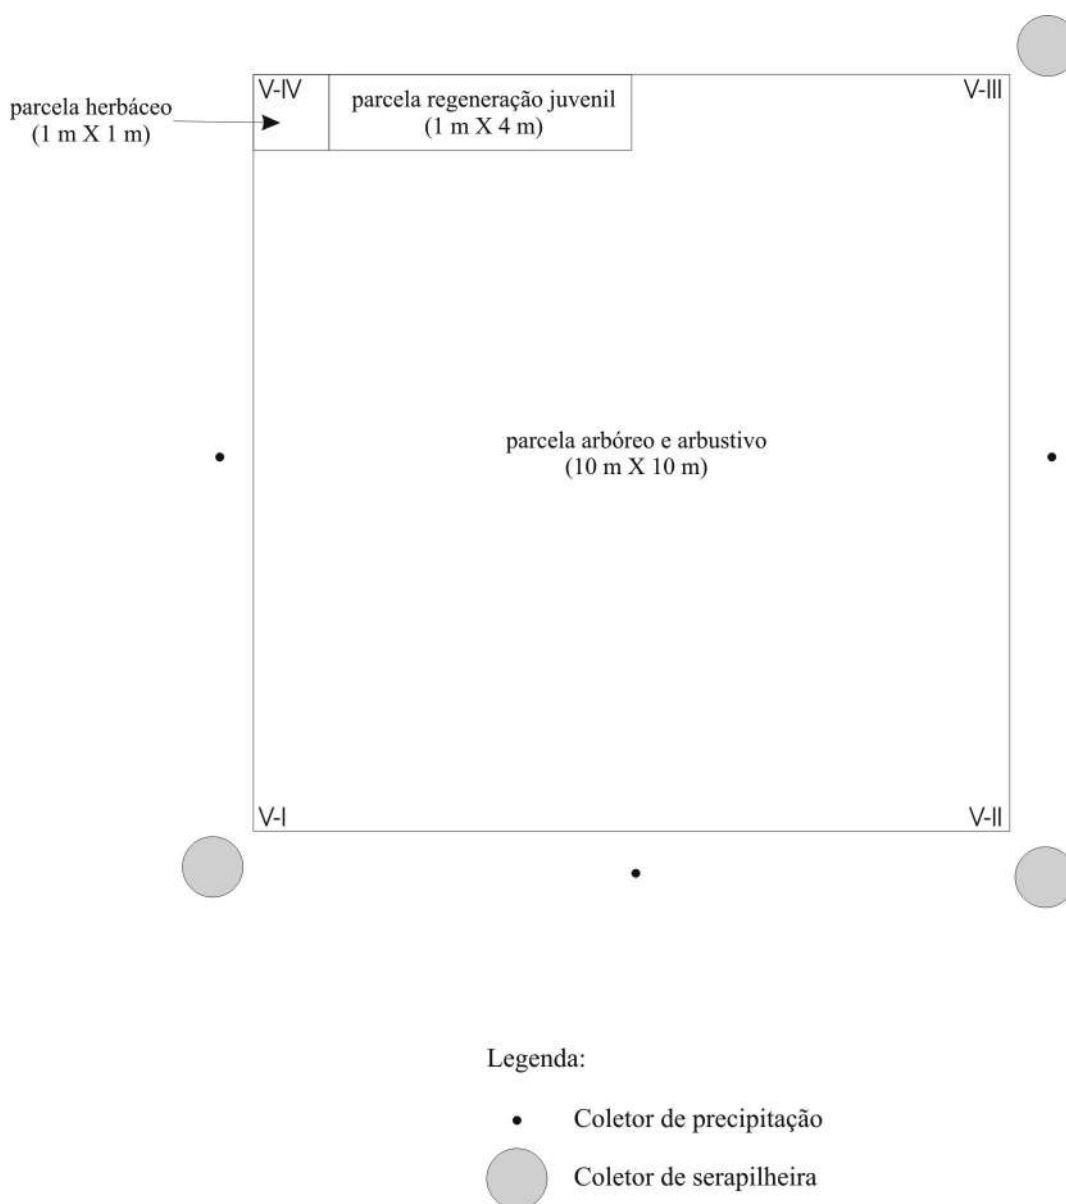 V-IV
V-III
parcela herbáceo
(1 m X 1 m)
parcela regeneração juvenil
(1 m X 4 m)
parcela arbóreo e arbustivo
(10 m X 10 m)
V-I
V-II
Legenda:
Coletor de precipitação
Coletor de serapilheira